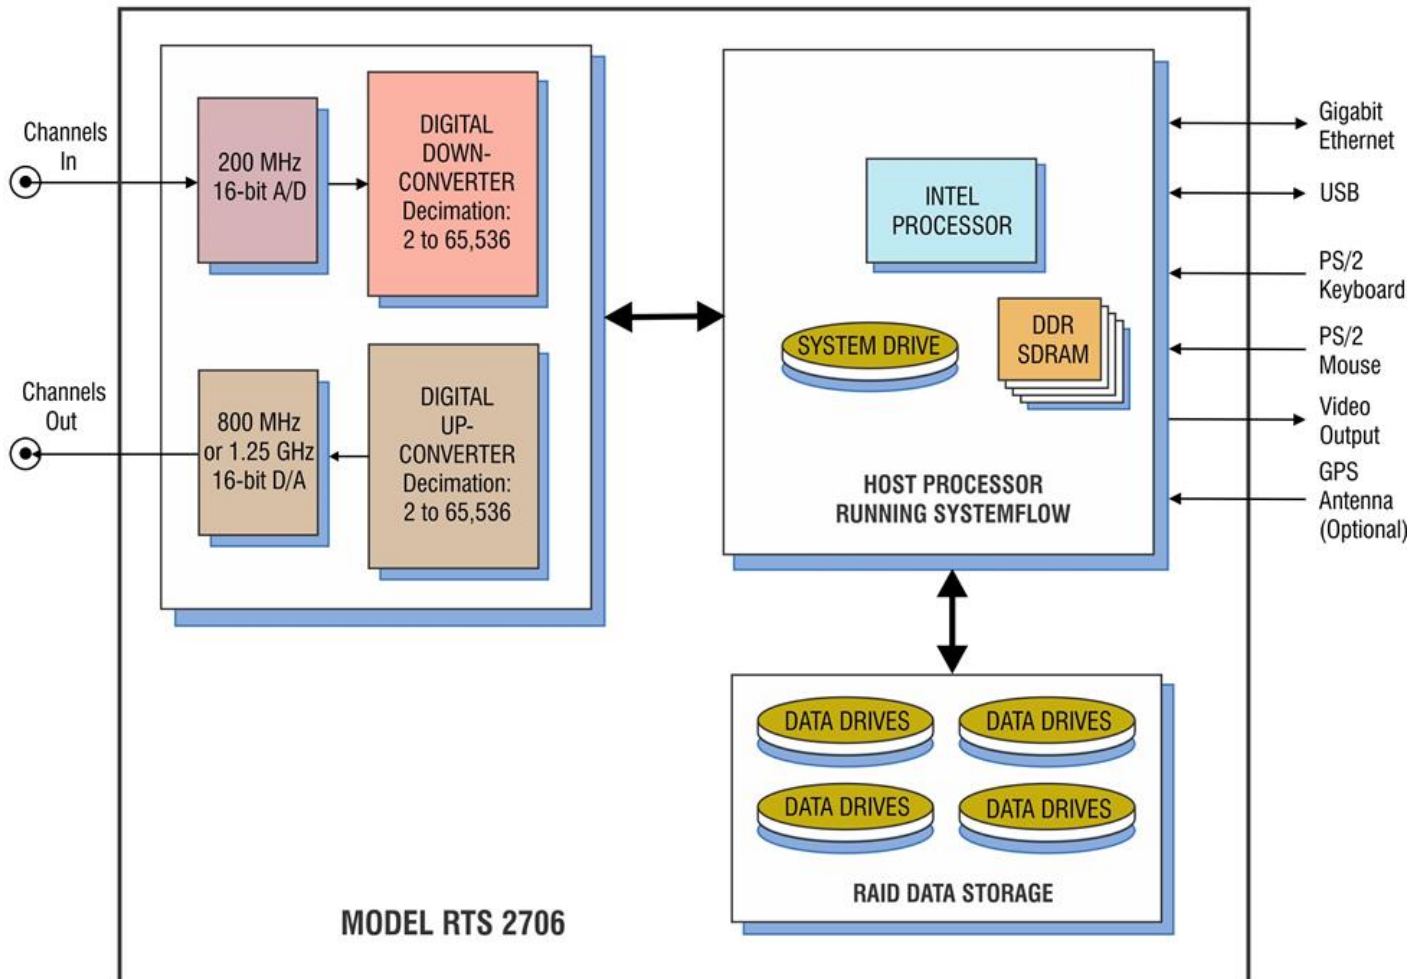 Channels
In
200 MHz
16-bit A/D
DIGITAL
DOWN-
CONVERTER
Decimation:
2 to 65,536
Channels
Out
800 MHz
or 1.25 GHz
16-bit D/A
DIGITAL
UP-
CONVERTER
Decimation:
2 to 65,536
INTEL
PROCESSOR
SYSTEM DRIVE
DDR
SDRAM
HOST PROCESSOR
RUNNING SYSTEMFLOW
Gigabit
Ethernet
USB
PS/2
Keyboard
PS/2
Mouse
Video
Output
GPS
Antenna
(Optional)
DATA DRIVES
DATA DRIVES
DATA DRIVES
DATA DRIVES
RAID DATA STORAGE
MODEL RTS 2706